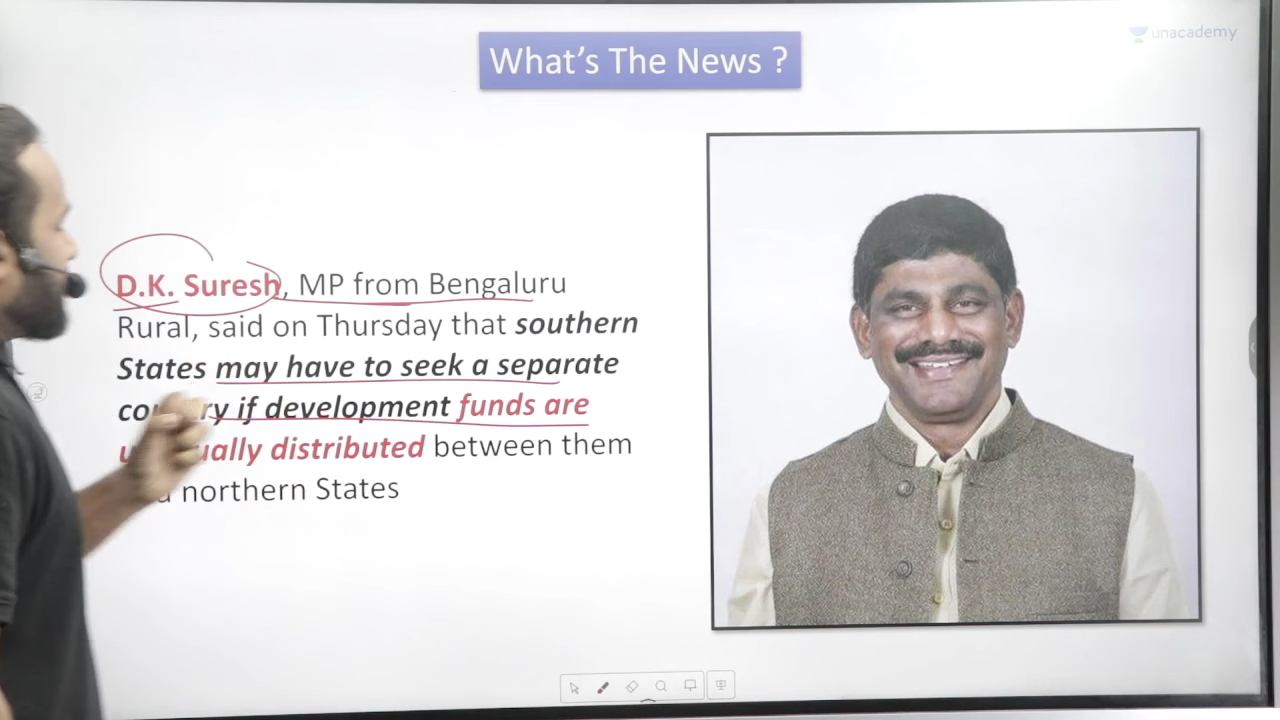 What's The News ?
unacademy
D.K. Suresh, MP from Bengaluru
Rural, said on Thursday that southern
States may have to seek a separate
if development funds are
distributed between them
northern States